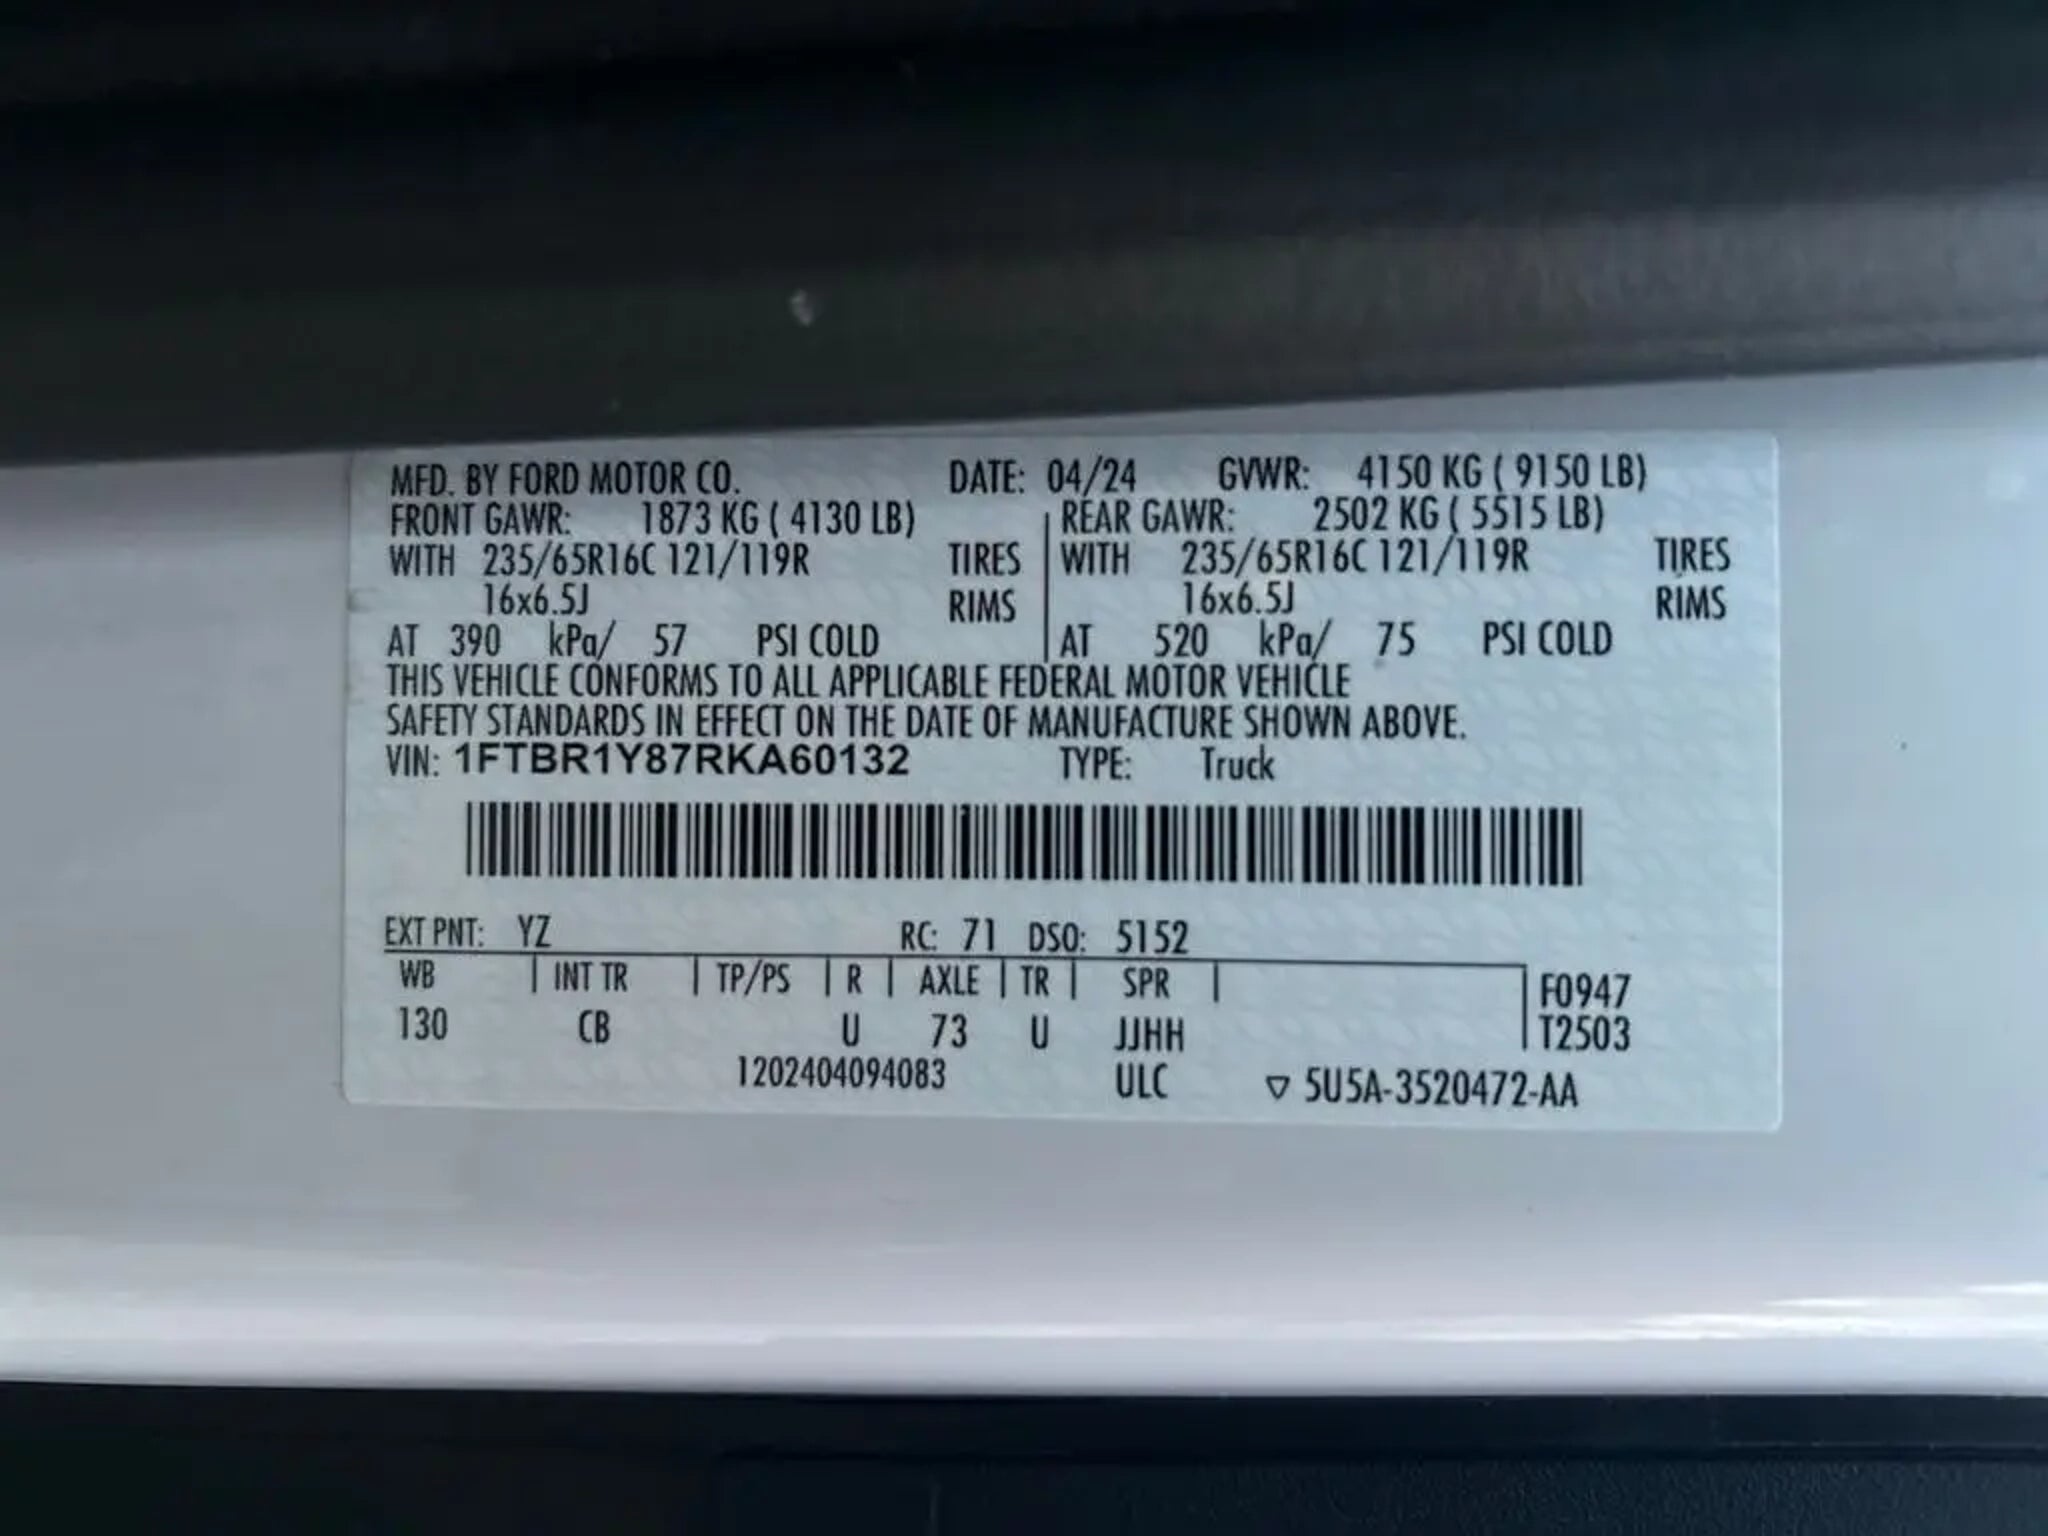 MFD. BY FORD MOTOR CO. DATE: 04/24 GVWR: 4150 KG ( 9150 LB)
FRONT GAWR: 1873 KG ( 4130 LB) REAR GAWR: 2502 KG ( 5515 LB)
WITH 235/65R16C 121/119R TIRES WITH 235/65R16C 121/119R TIRES
16x6.5J RIMS 16x6.5J RIMS
AT 390 kPa/ 57 PSI COLD AT 520 kPa/ 75 PSI COLD
THIS VEHICLE CONFORMS TO ALL APPLICABLE FEDERAL MOTOR VEHICLE
SAFETY STANDARDS IN EFFECT ON THE DATE OF MANUFACTURE SHOWN ABOVE.
VIN: 1FTBR1Y87RKA60132 TYPE: Truck
EXT PNT: YZ RC: 71 DSO: 5152
WB INT TR TP/PS R AXLE TR SPR F0947
130 CB U 73 U JJHH T2503
1202404094083 ULC ▽ 5U5A-3520472-AA